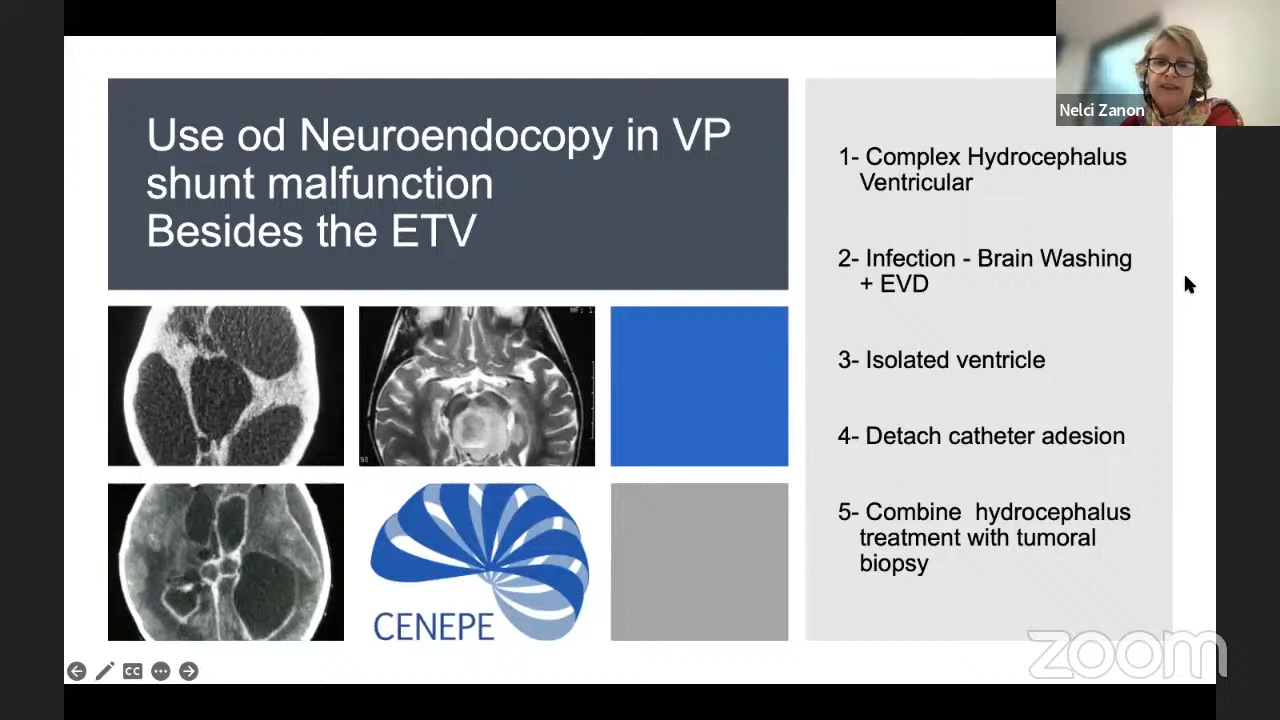 Use od Neuroendocopy in VP
shunt malfunction
Besides the ETV
Nelci Zanon
1- Complex Hydrocephalus
Ventricular
2- Infection - Brain Washing
+ EVD
3- Isolated ventricle
4- Detach catheter adesion
5- Combine hydrocephalus
treatment with tumoral
biopsy
CENEPE
CC
zoom